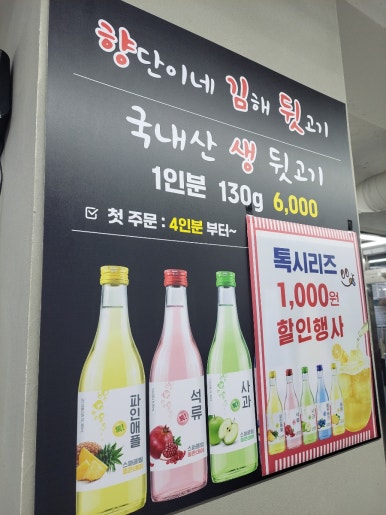 향단이네 김해 뒷고기
국내산 생 뒷고기
1인분 130g 6,000
첫 주문 : 4인분 부터~
톡시리즈
1,000원
할인행사
파인애플
석류
사과